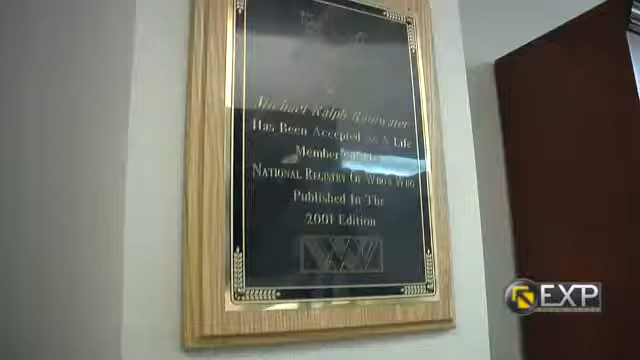 Michael Ralph
Has Been Accepted As A Life
Member
National Registry Of Who's Who
Published In The
2001 Edition
EXP